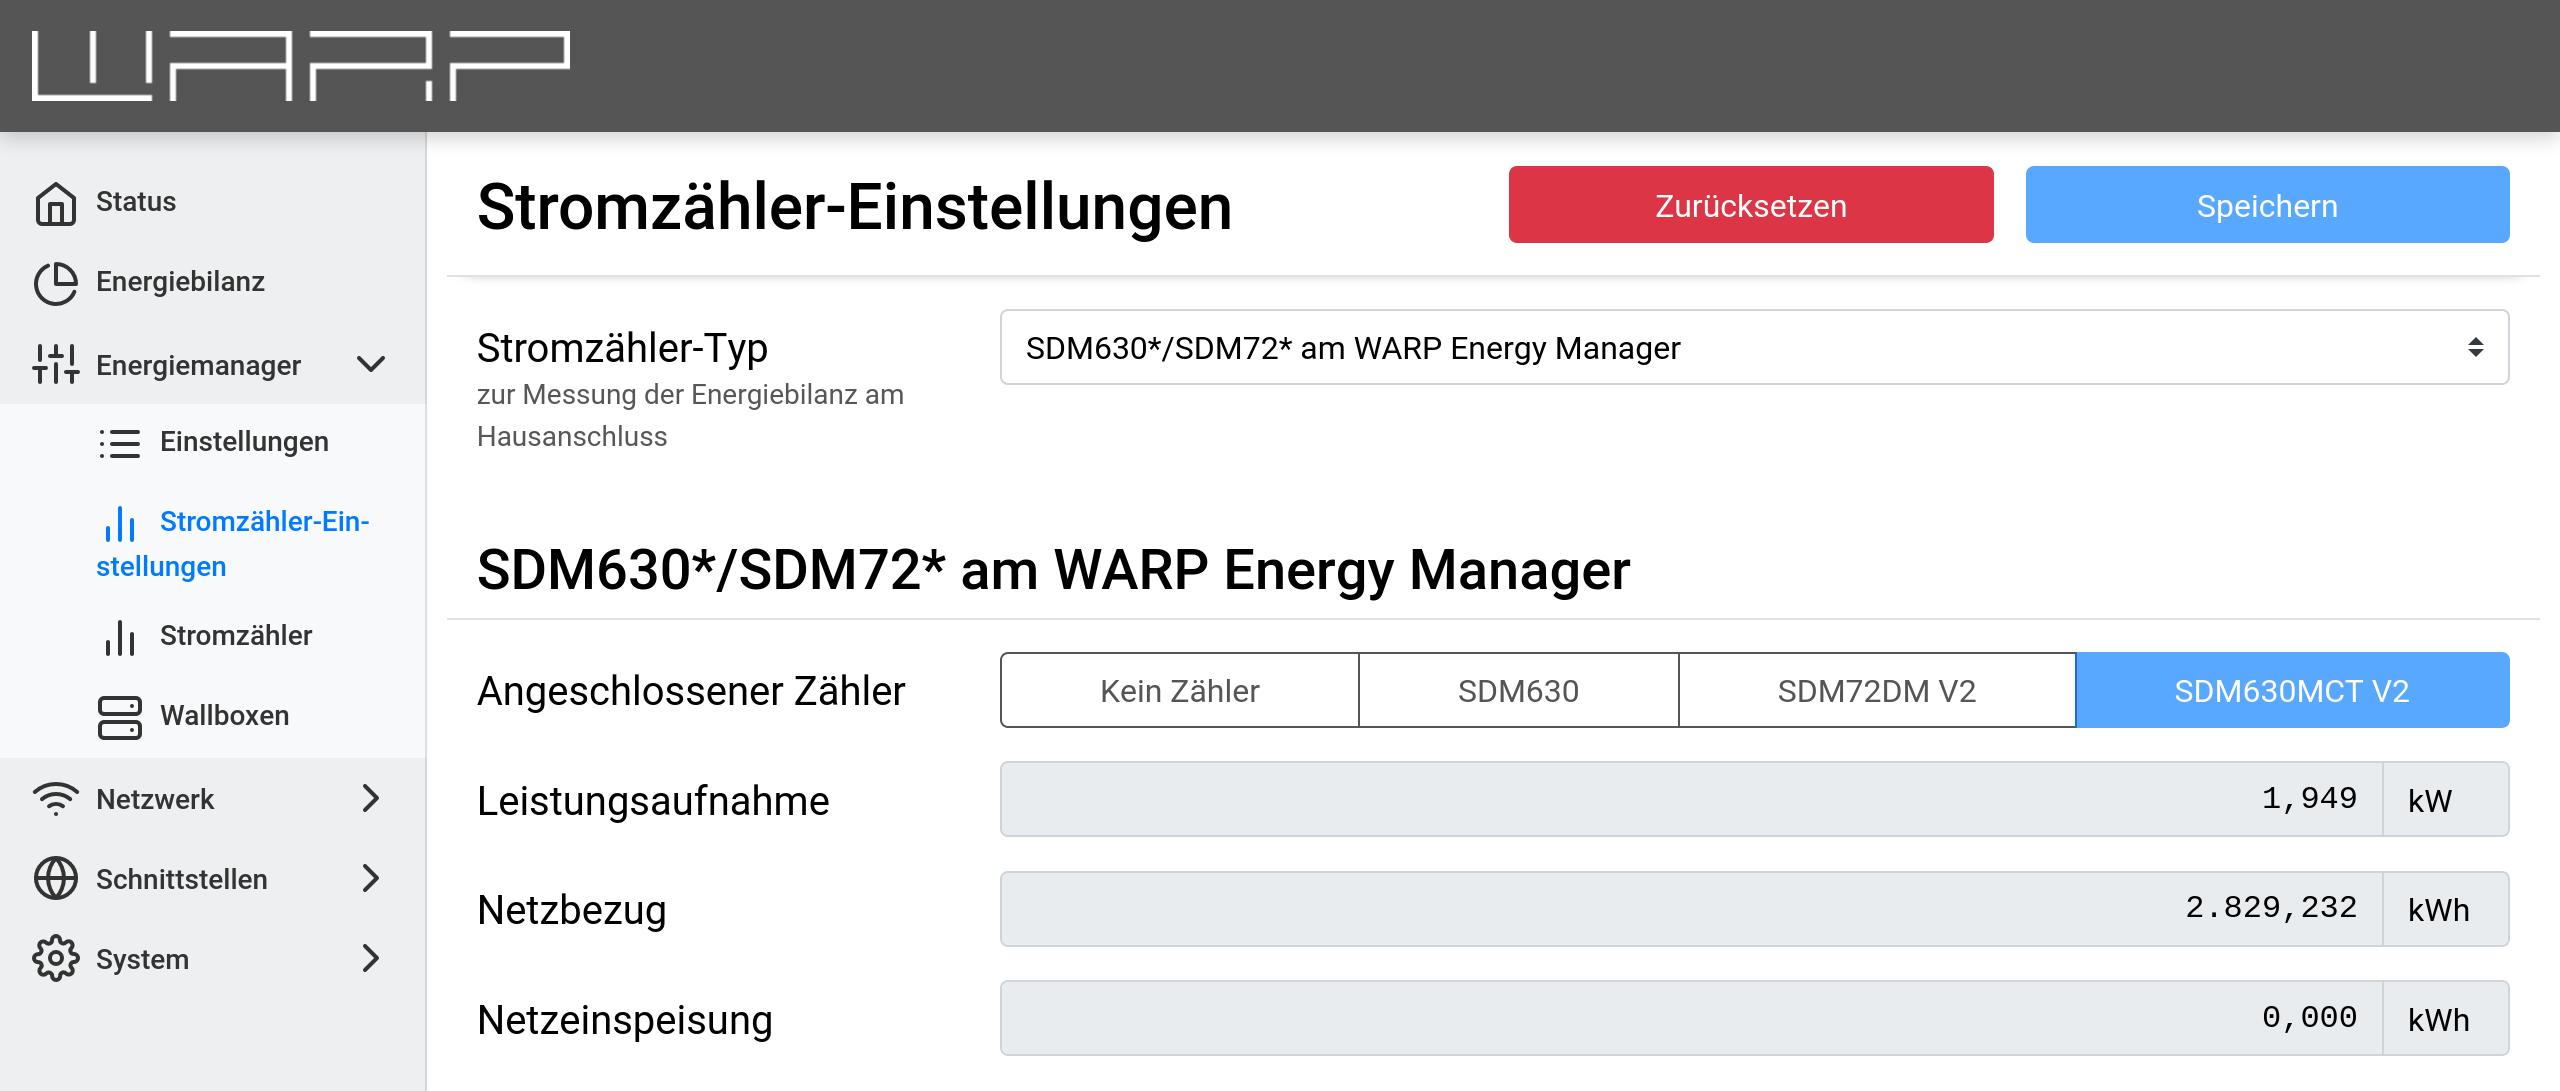 WARP
Status
Energiebilanz
Energiemanager
Einstellungen
Stromzähler-Ein-
stellungen
Stromzähler
Wallboxen
Netzwerk
Schnittstellen
System
Stromzähler-Einstellungen
Zurücksetzen
Speichern
Stromzähler-Typ
zur Messung der Energiebilanz am
Hausanschluss
SDM630*/SDM72* am WARP Energy Manager
SDM630*/SDM72* am WARP Energy Manager
Angeschlossener Zähler
Kein Zähler
SDM630
SDM72DM V2
SDM630MCT V2
Leistungsaufnahme
1,949 kW
Netzbezug
2.829,232 kWh
Netzeinspeisung
0,000 kWh